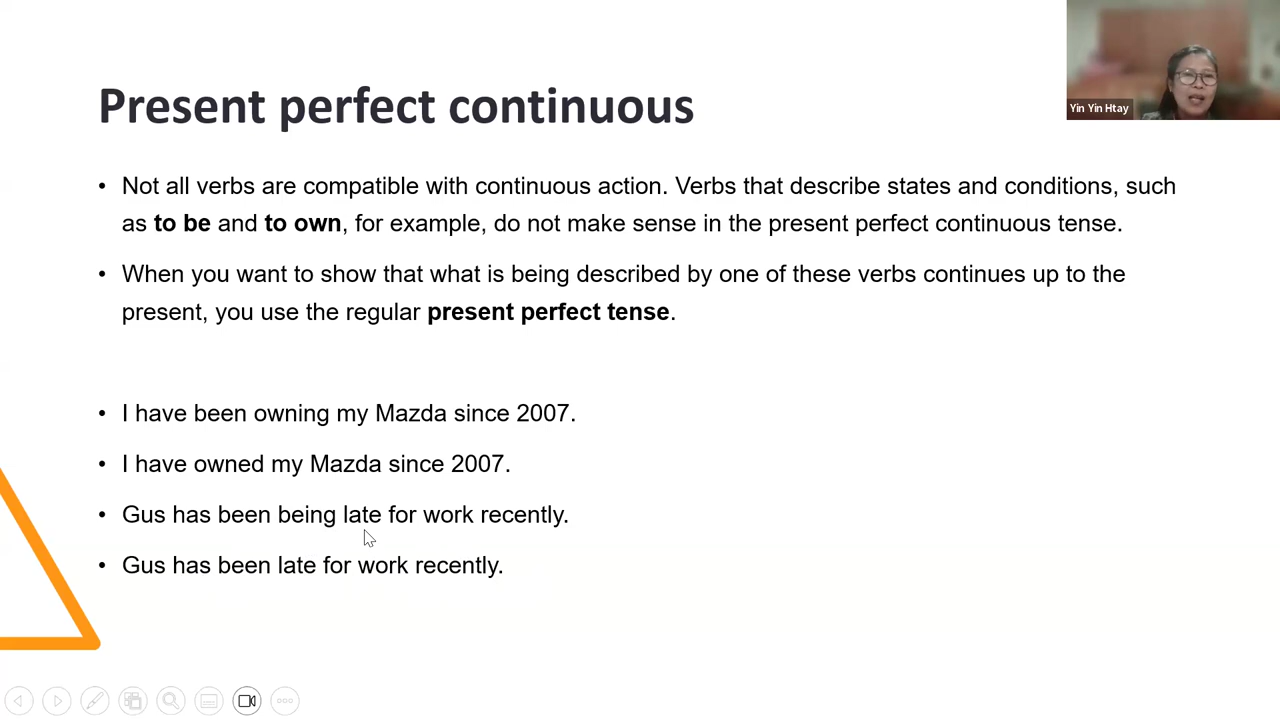 Yin Yin Htay
Present perfect continuous
• Not all verbs are compatible with continuous action. Verbs that describe states and conditions, such
as to be and to own, for example, do not make sense in the present perfect continuous tense.
• When you want to show that what is being described by one of these verbs continues up to the
present, you use the regular present perfect tense.
• I have been owning my Mazda since 2007.
• I have owned my Mazda since 2007.
• Gus has been being late for work recently.
• Gus has been late for work recently.